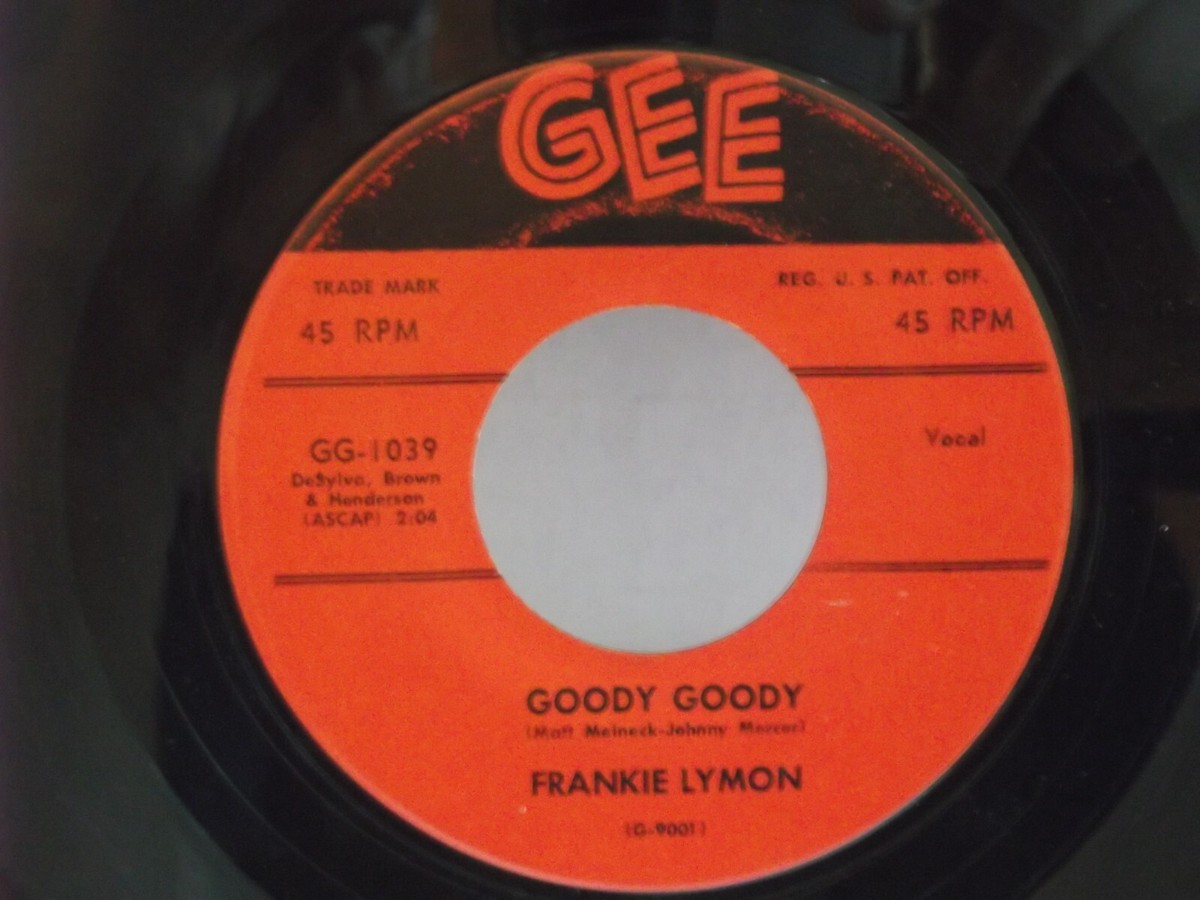 GEE
TRADE MARK
REG. U. S. PAT. OFF.
45 RPM
45 RPM
GG-1039
DeSylva, Brown
& Henderson
(ASCAP) 2:04
Vocal
GOODY GOODY
(Matt Melneck-Johnny Mercer)
FRANKIE LYMON
(G-9001)